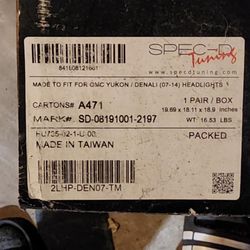 SPEC-D
Tuning
www.specdtuning.com
841608121661
MADE TO FIT FOR GMC YUKON / DENALI (07-14) HEADLIGHTS
CARTONS# A471
1 PAIR / BOX
19.69 x 18.11 x 18.9 inches
MARK#: SD-08191001-2197
WT: 16.53 LBS
MADE IN TAIWAN
PACKED
2LHP-DEN07-TM